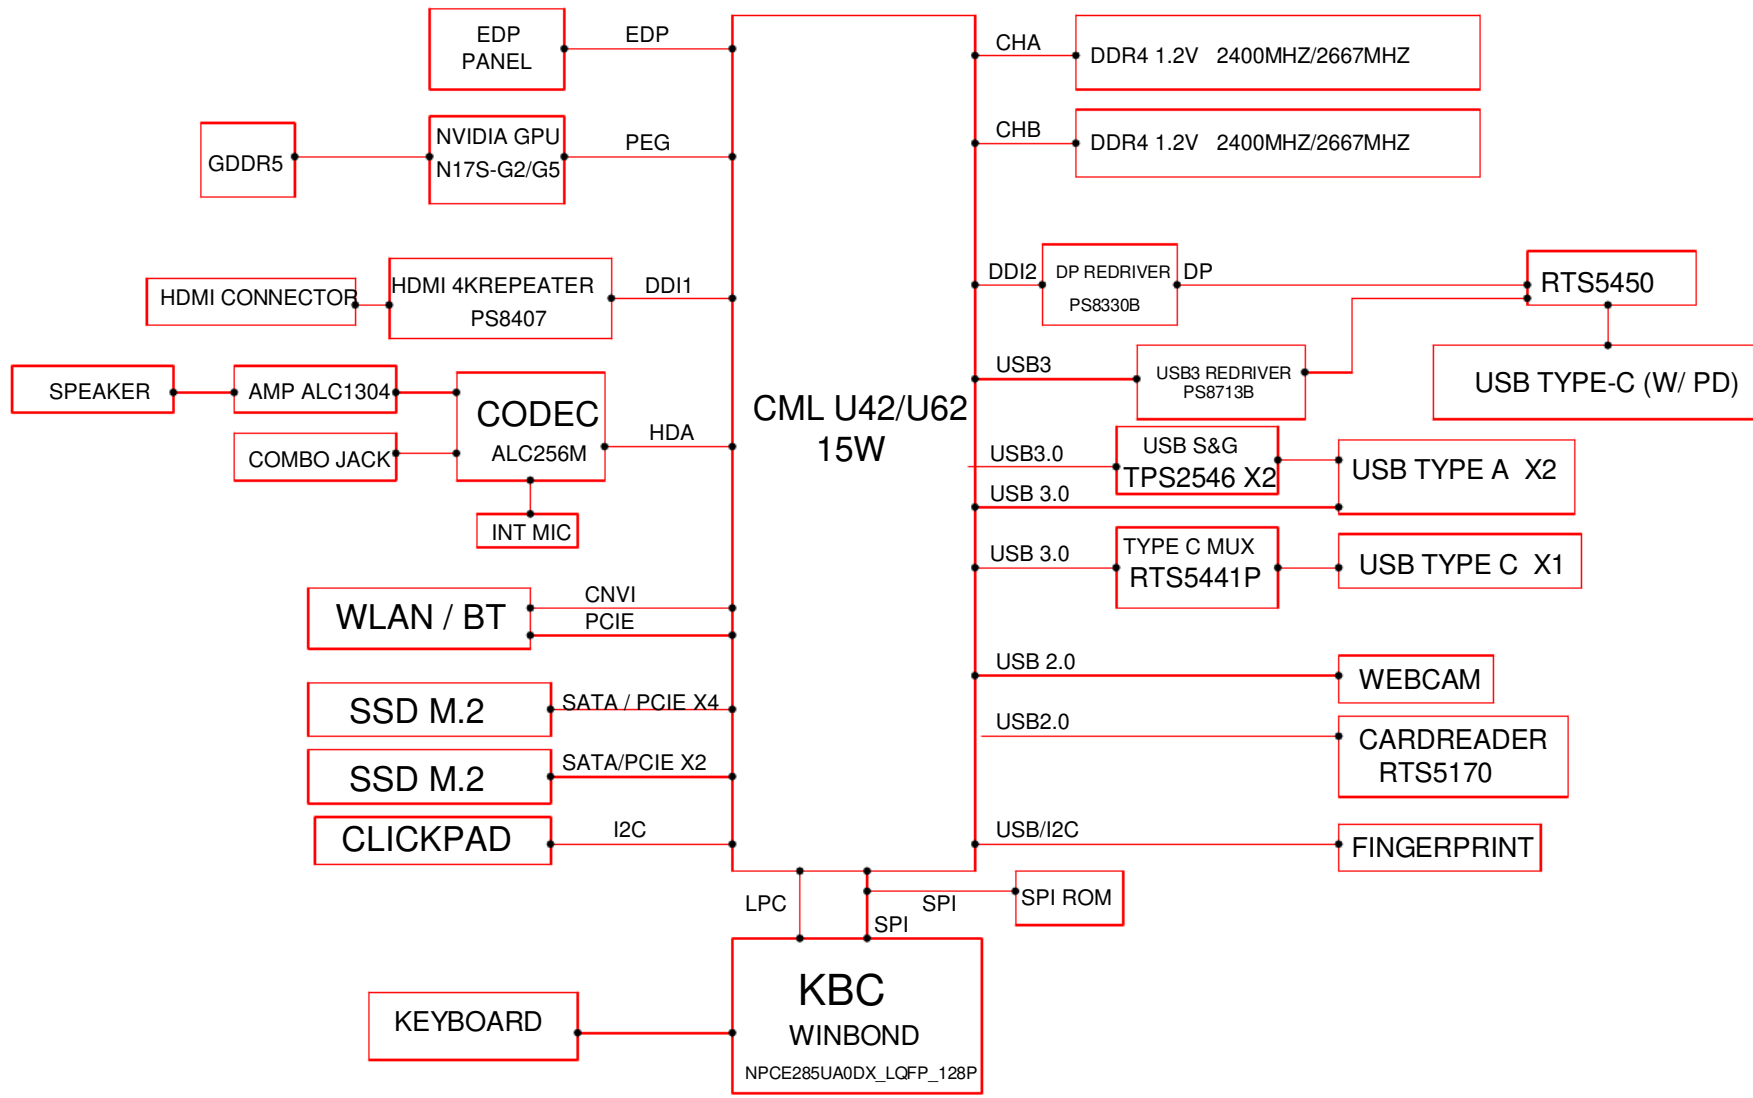 EDP
PANEL
EDP
CHA
DDR4 1.2V 2400MHZ/2667MHZ
GDDR5
NVIDIA GPU
N17S-G2/G5
PEG
CHB
DDR4 1.2V 2400MHZ/2667MHZ
HDMI CONNECTOR
HDMI 4KREPEATER
PS8407
DDI1
DDI2
DP REDRIVER
PS8330B
DP
RTS5450
SPEAKER
AMP ALC1304
CODEC
ALC256M
HDA
COMBO JACK
INT MIC
CML U42/U62
15W
USB3
USB3 REDRIVER
PS8713B
USB TYPE-C (W/ PD)
USB3.0
USB S&G
TPS2546 X2
USB TYPE A X2
USB 3.0
USB 3.0
TYPE C MUX
RTS5441P
USB TYPE C X1
WLAN / BT
CNVI
PCIE
USB 2.0
WEBCAM
SSD M.2
SATA / PCIE X4
USB2.0
CARDREADER
RTS5170
SSD M.2
SATA/PCIE X2
CLICKPAD
I2C
USB/I2C
FINGERPRINT
LPC
SPI
SPI
SPI ROM
KEYBOARD
KBC
WINBOND
NPCE285UA0DX_LQFP_128P